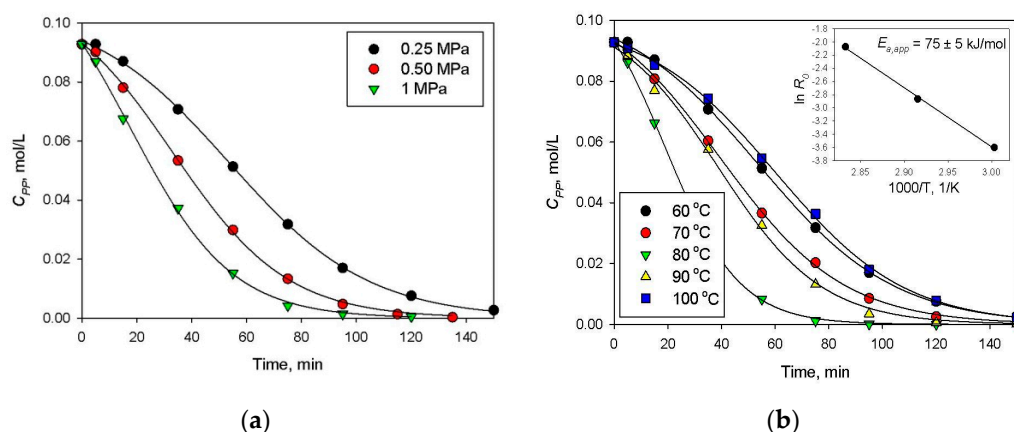 0.10
0.08
0.06
0.04
0.02
0.00
C_PP, mol/L
0 20 40 60 80 100 120 140
Time, min
0.25 MPa
0.50 MPa
1 MPa
(a)
0.10
0.08
0.06
0.04
0.02
0.00
C_PP, mol/L
0 20 40 60 80 100 120 140
Time, min
60 °C
70 °C
80 °C
90 °C
100 °C
E_a,app = 75 ± 5 kJ/mol
-1.8
-2.0
-2.2
-2.4
-2.6
-2.8
-3.0
-3.2
-3.4
-3.6
-3.8
ln R_0
2.85 2.90 2.95 3.00
1000/T, 1/K
(b)